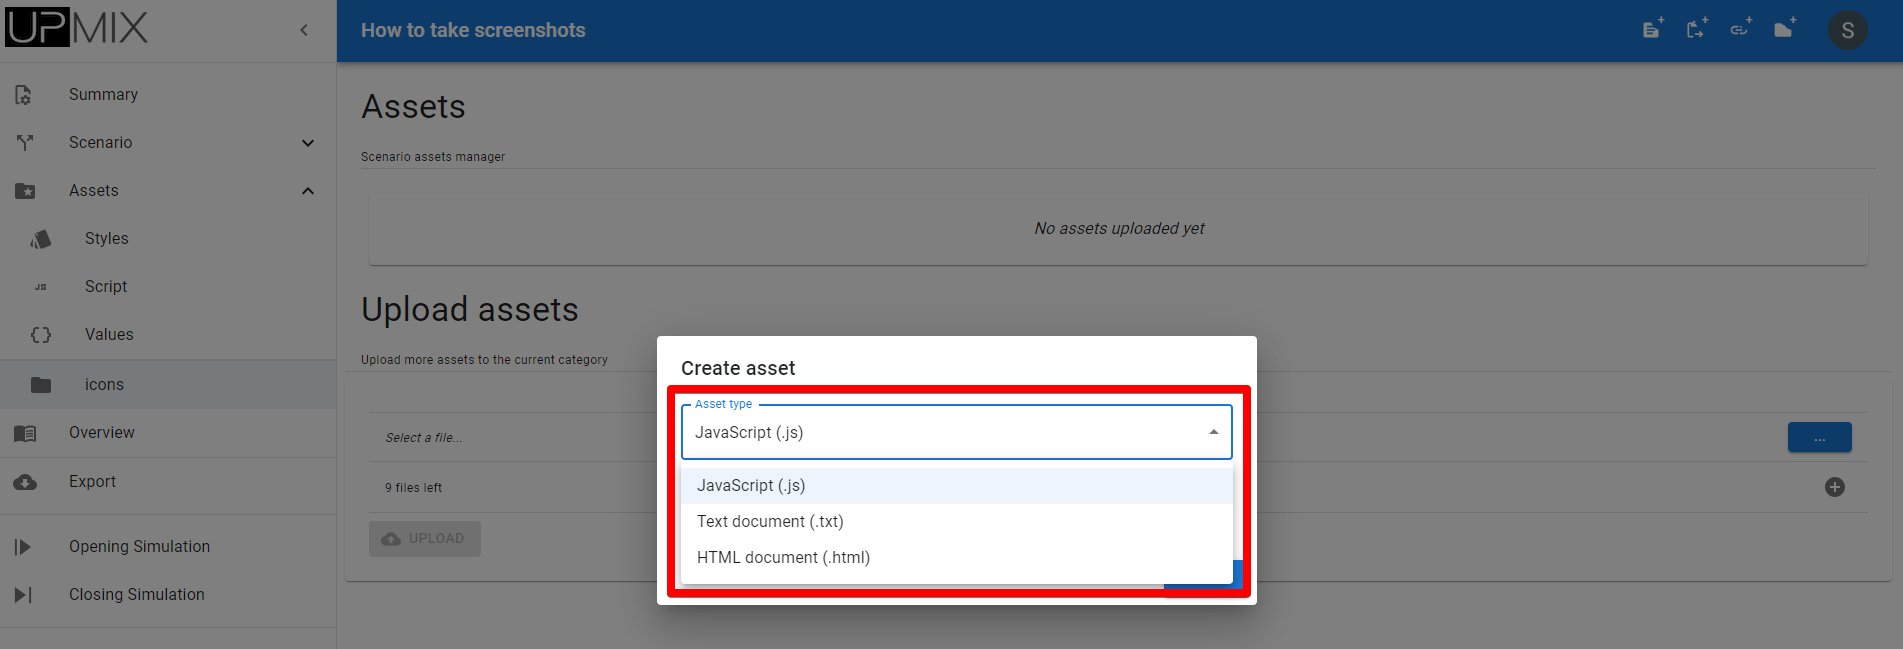 UPMIX
How to take screenshots
S
Summary
Scenario
Assets
Styles
JS
Script
Values
icons
Overview
Export
Opening Simulation
Closing Simulation
Assets
Scenario assets manager
No assets uploaded yet
Upload assets
Upload more assets to the current category
Select a file...
...
9 files left
UPLOAD
Create asset
Asset type
JavaScript (.js)
JavaScript (.js)
Text document (.txt)
HTML document (.html)